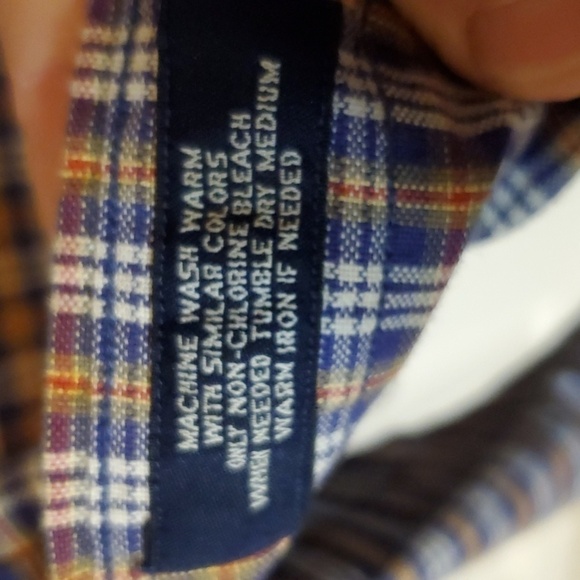 MACHINE WASH WARM
WITH SIMILAR COLORS
ONLY NON-CHLORINE BLEACH
WHEN NEEDED TUMBLE DRY MEDIUM
WARM IRON IF NEEDED